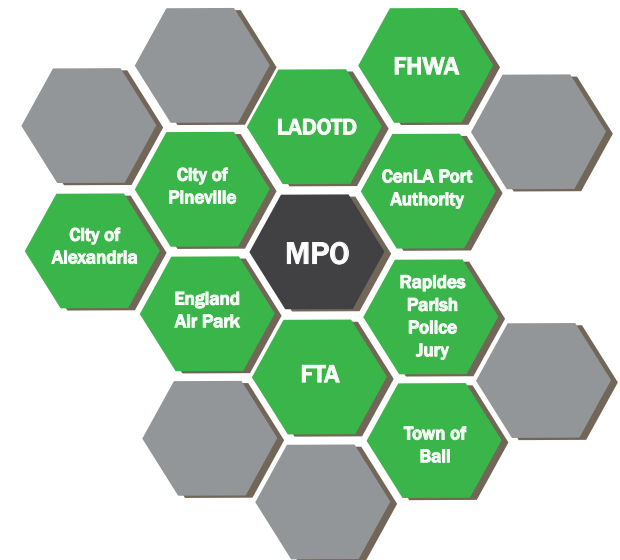 FHWA
LADOTD
City of
Pineville
CenLA Port
Authority
City of
Alexandria
MPO
England
Air Park
Rapides
Parish
Police
Jury
FTA
Town of
Ball